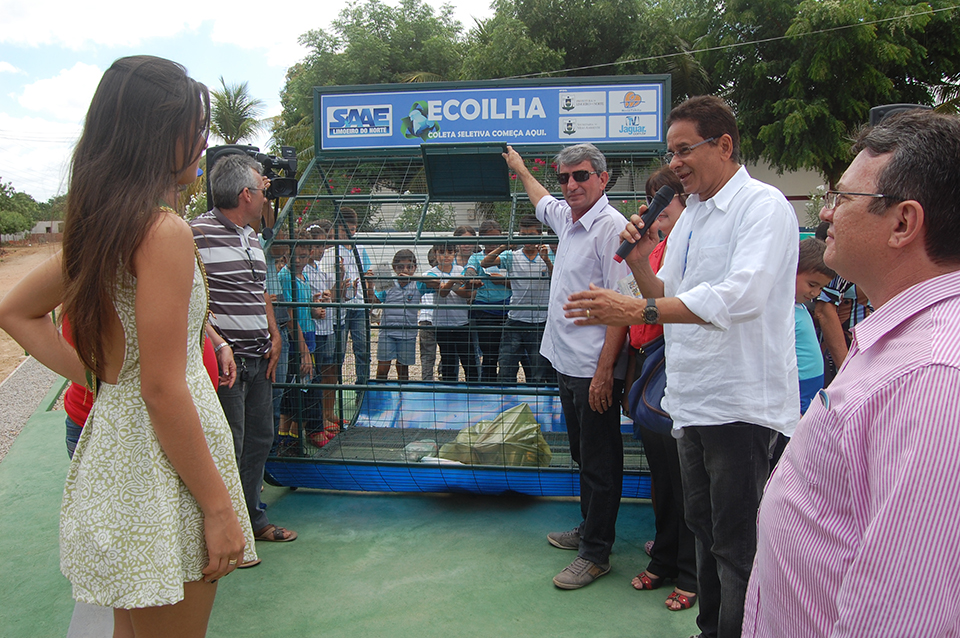 SAAE
LIMOEIRO DO NORTE
ECOILHA
COLETA SELETIVA COMEÇA AQUI.
Jaguar